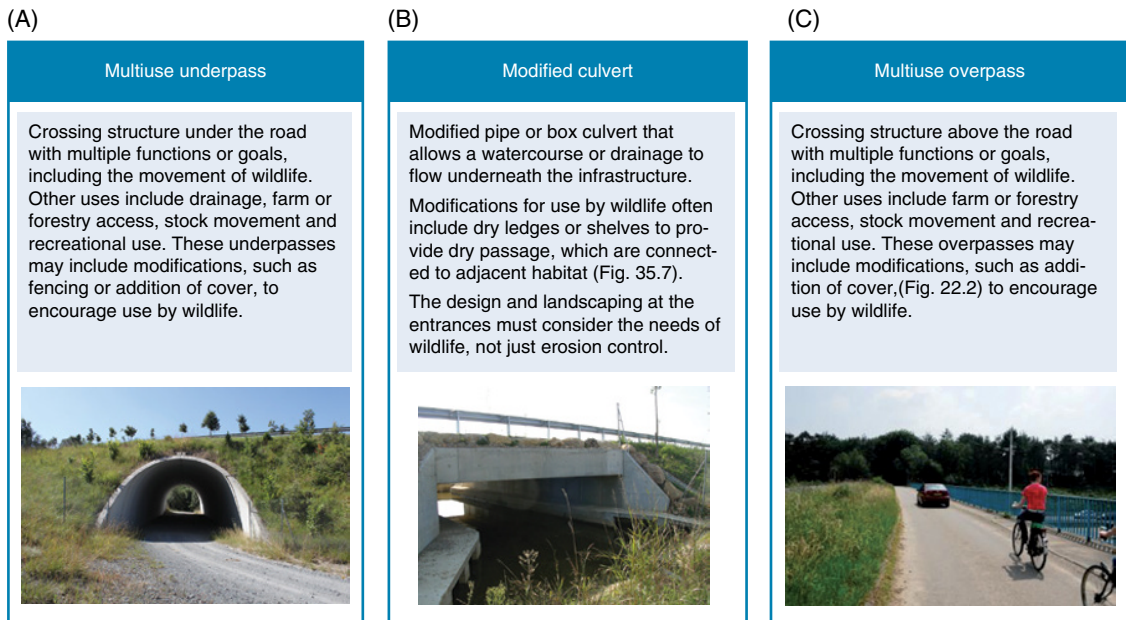 (A)
Multiuse underpass
Crossing structure under the road
with multiple functions or goals,
including the movement of wildlife.
Other uses include drainage, farm or
forestry access, stock movement and
recreational use. These underpasses
may include modifications, such as
fencing or addition of cover, to
encourage use by wildlife.
(B)
Modified culvert
Modified pipe or box culvert that
allows a watercourse or drainage to
flow underneath the infrastructure.
Modifications for use by wildlife often
include dry ledges or shelves to pro-
vide dry passage, which are connect-
ed to adjacent habitat (Fig. 35.7).
The design and landscaping at the
entrances must consider the needs of
wildlife, not just erosion control.
(C)
Multiuse overpass
Crossing structure above the road
with multiple functions or goals,
including the movement of wildlife.
Other uses include farm or forestry
access, stock movement and recrea-
tional use. These overpasses may
include modifications, such as addi-
tion of cover,(Fig. 22.2) to encourage
use by wildlife.